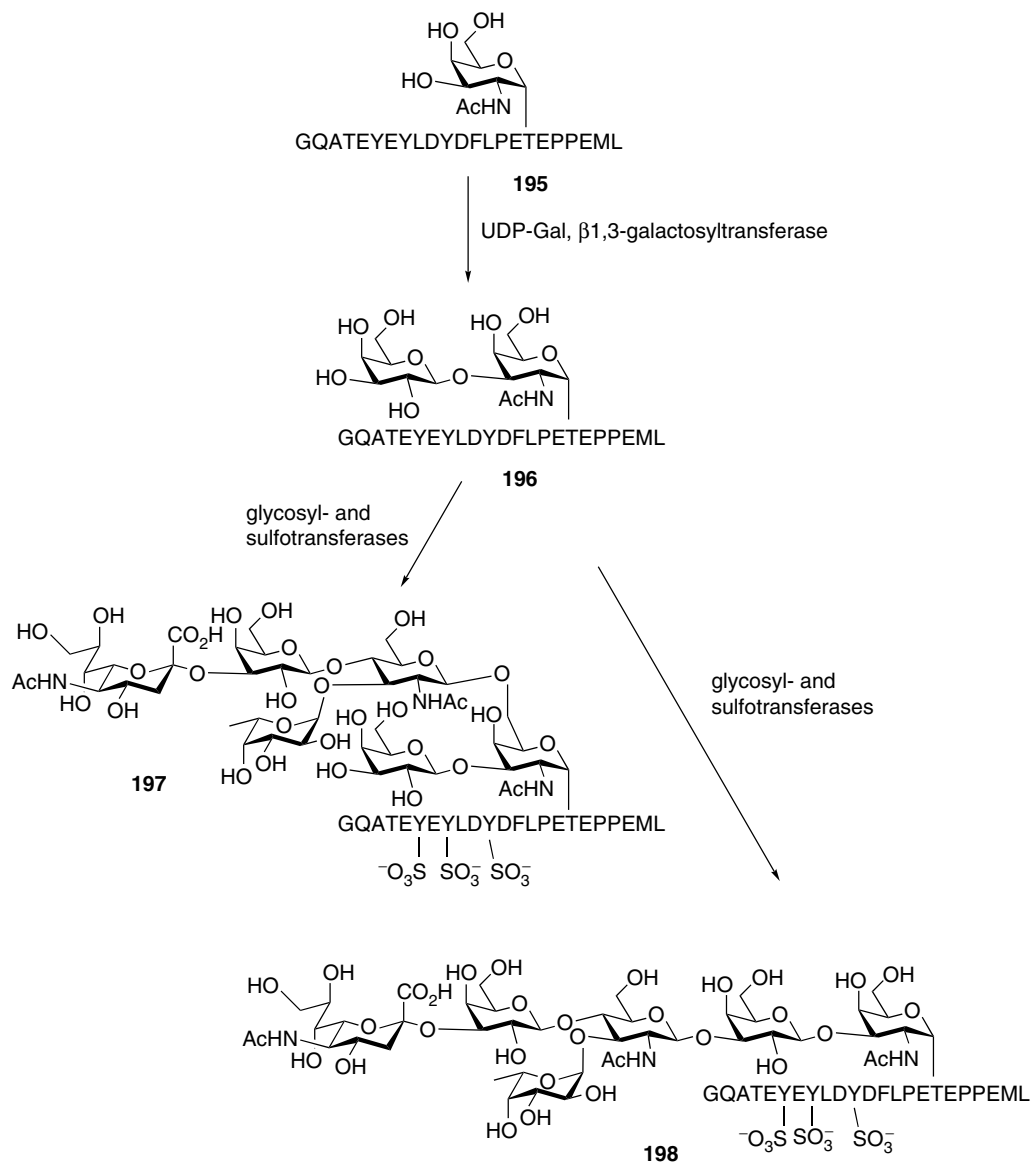 OH
HO
O
HO
AcHN
GQATEYEYLDYDFLPETEPPEML
195
UDP-Gal, β1,3-galactosyltransferase
HO OH HO OH
O O
HO O
HO AcHN
GQATEYEYLDYDFLPETEPPEML
196
glycosyl- and
sulfotransferases
glycosyl- and
sulfotransferases
OH OH OH
HO CO₂H HO OH
O O O
AcHN O O O
HO OH HO O NHAc
O OH HO HO
HO OH HO O O
HO O
HO AcHN
197
GQATEYEYLDYDFLPETEPPEML
⁻O₃S SO₃⁻ SO₃⁻
OH HO OH OH HO OH HO OH
HO CO₂H
O O O O O
AcHN O O O O
HO OH HO O AcHN HO AcHN
O OH
HO OH
GQATEYEYLDYDFLPETEPPEML
⁻O₃S SO₃⁻ SO₃⁻
198